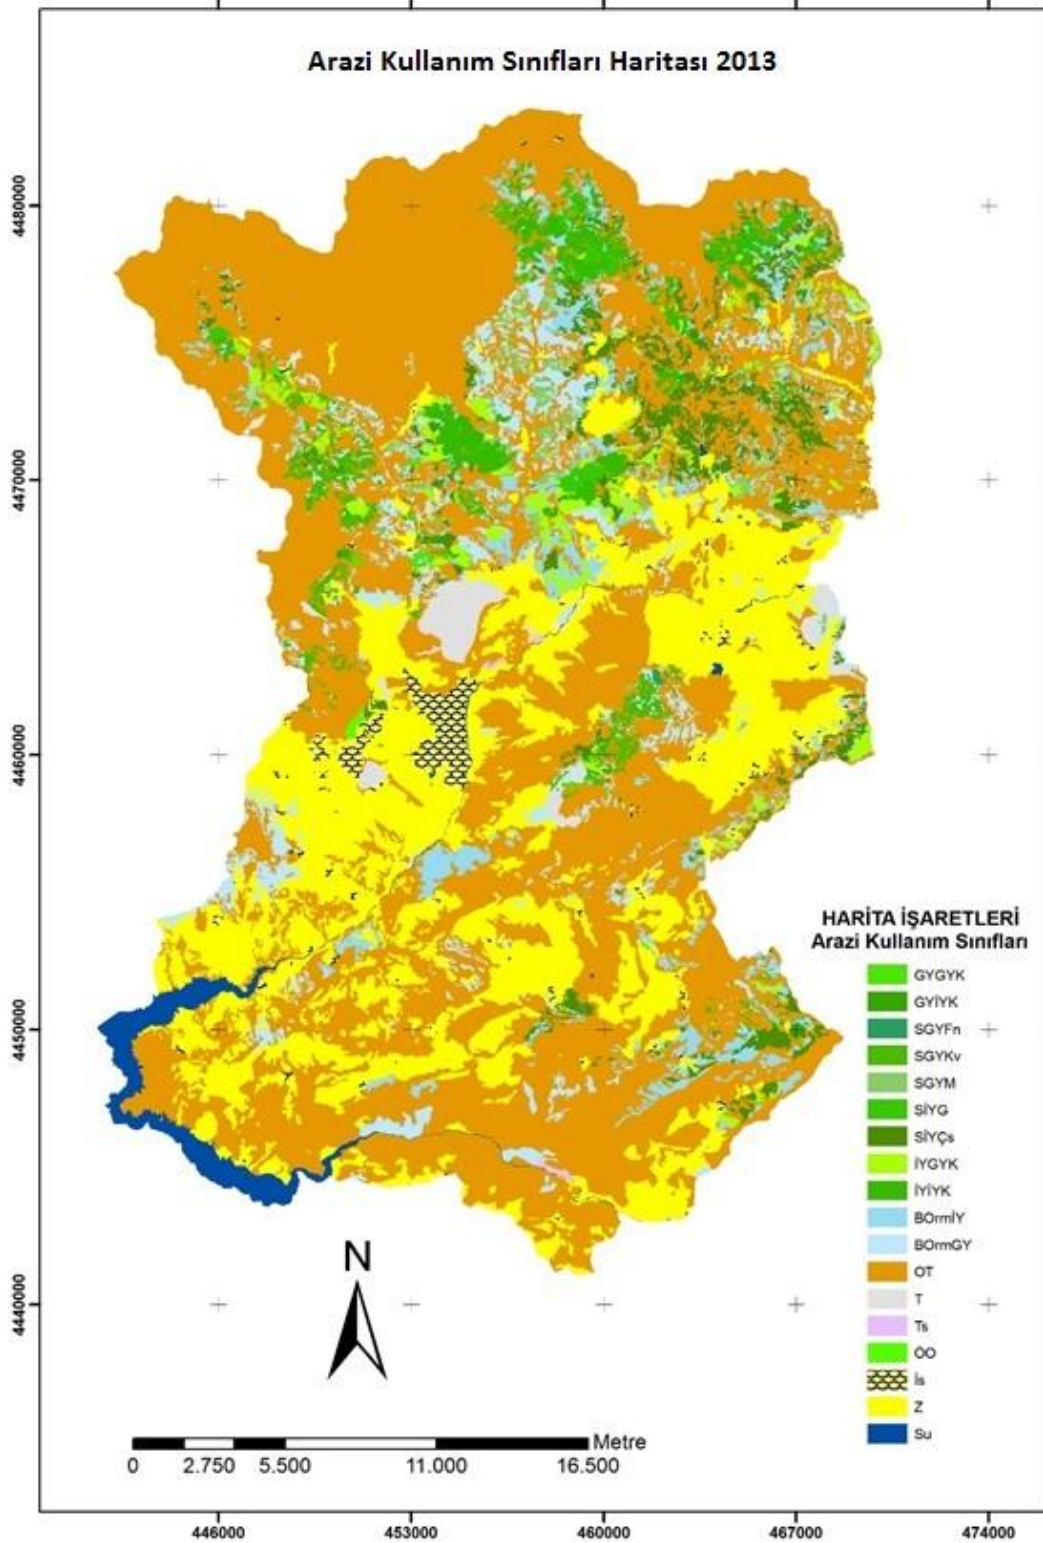 Arazi Kullanım Sınıfları Haritası 2013
4480000
4470000
4460000
4450000
4440000
HARİTA İŞARETLERİ
Arazi Kullanım Sınıfları
GYGYK
GYİYK
SGYFn
SGYKv
SGYM
SİYG
SİYÇs
İYGYK
İYİYK
BOrmİY
BOrmGY
OT
T
Ts
OO
İs
Z
Su
N
Metre
0 2.750 5.500 11.000 16.500
446000 453000 460000 467000 474000